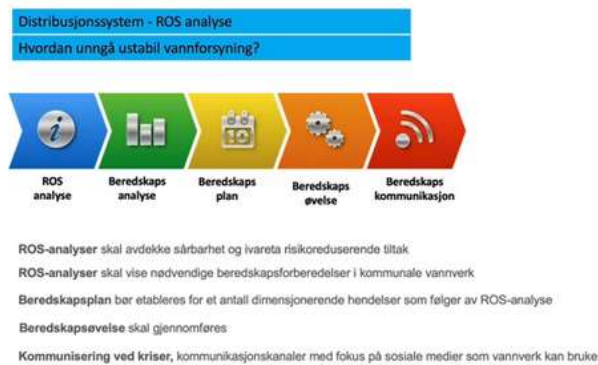 Distribusjonssystem - ROS analyse
Hvordan unngå ustabil vannforsyning?
10
ROS
analyse
Beredskaps
analyse
Beredskaps
plan
Beredskaps
øvelse
Beredskaps
kommunikasjon
ROS-analyser skal avdekke sårbarhet og ivareta risikoreduserende tiltak
ROS-analyser skal vise nødvendige beredskapsforberedelser i kommunale vannverk
Beredskapsplan bør etableres for et antall dimensjonerende hendelser som følger av ROS-analyse
Beredskapsøvelse skal gjennomføres
Kommunisering ved kriser, kommunikasjonskanaler med fokus på sosiale medier som vannverk kan bruke